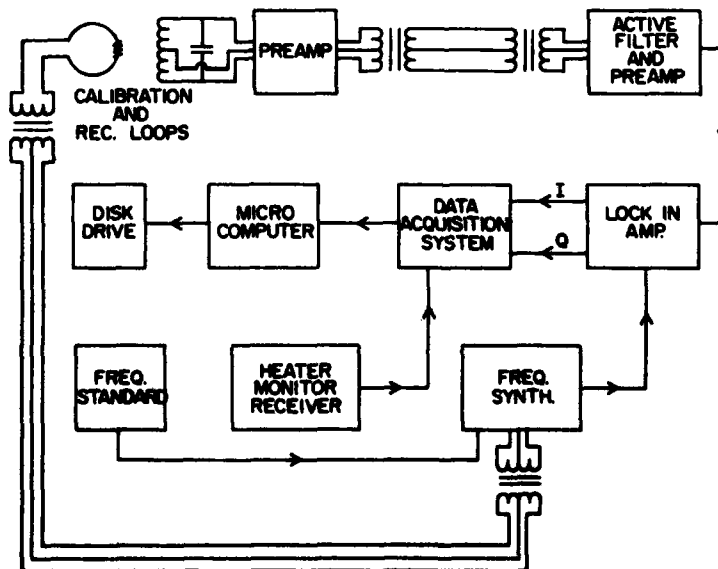 PREAMP
ACTIVE
FILTER
AND
PREAMP
CALIBRATION
AND
REC. LOOPS
DISK
DRIVE
MICRO
COMPUTER
DATA
ACQUISITION
SYSTEM
I
Q
LOCK IN
AMP.
FREQ.
STANDARD
HEATER
MONITOR
RECEIVER
FREQ.
SYNTH.